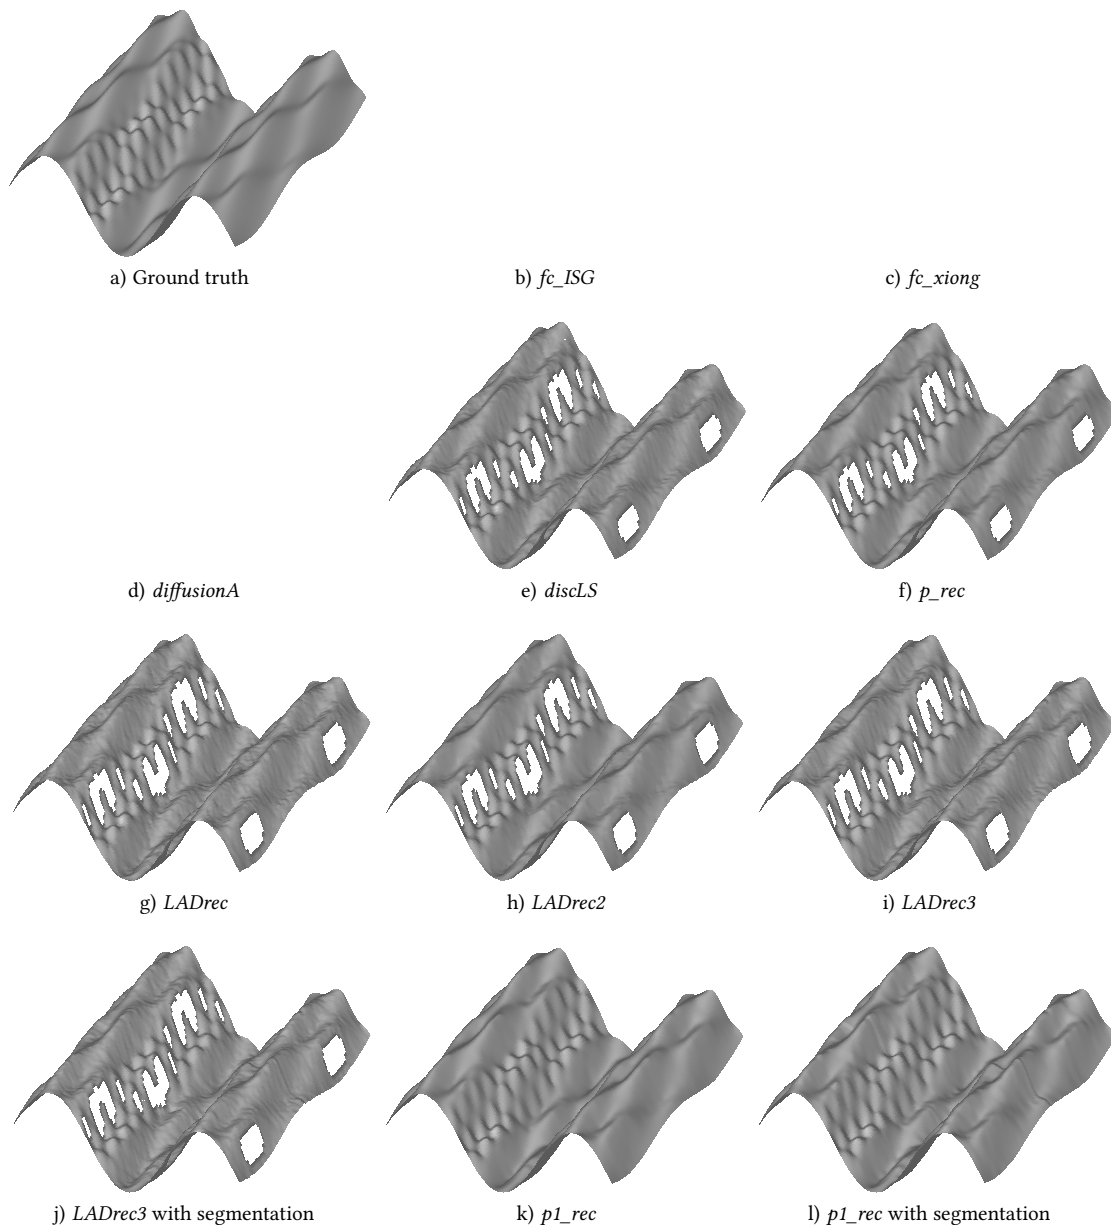 a) Ground truth
b) fc_ISG
c) fc_xiong
d) diffusionA
e) discLS
f) p_rec
g) LADrec
h) LADrec2
i) LADrec3
j) LADrec3 with segmentation
k) p1_rec
l) p1_rec with segmentation